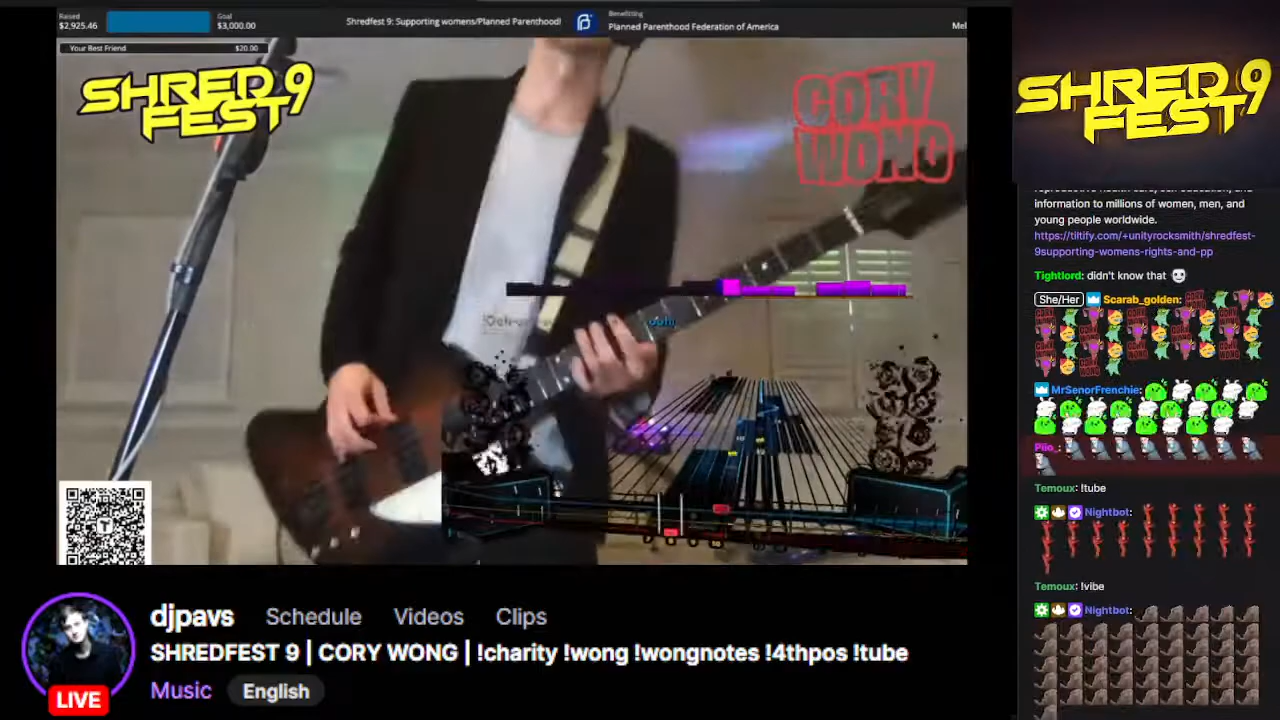 Raised
$2,925.46
Goal
$3,000.00
Shredfest 9: Supporting womens/Planned Parenthood!
Benefitting
Planned Parenthood Federation of America
Mel
Your Best Friend $20.00
SHRED 9
FEST
CORY
WONG
ooh!
SHRED 9
FEST
information to millions of women, men, and
young people worldwide.
https://tiltify.com/+unityrocksmith/shredfest-
9supporting-womens-rights-and-pp
Tightlord: didn't know that
She/Her Scarab_golden:
MrSenorFrenchie:
Piio_:
Temoux: !tube
Nightbot:
Temoux: !vibe
Nightbot:
djpavs Schedule Videos Clips
SHREDFEST 9 | CORY WONG | !charity !wong !wongnotes !4thpos !tube
LIVE
Music English